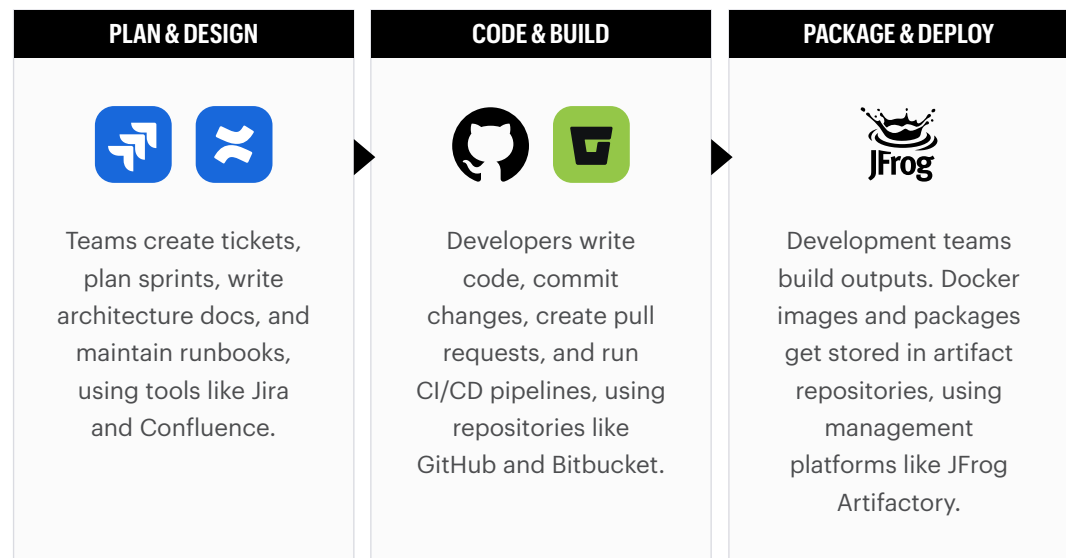 PLAN & DESIGN
Teams create tickets,
plan sprints, write
architecture docs, and
maintain runbooks,
using tools like Jira
and Confluence.
CODE & BUILD
Developers write
code, commit
changes, create pull
requests, and run
CI/CD pipelines, using
repositories like
GitHub and Bitbucket.
PACKAGE & DEPLOY
JFrog
Development teams
build outputs. Docker
images and packages
get stored in artifact
repositories, using
management
platforms like JFrog
Artifactory.